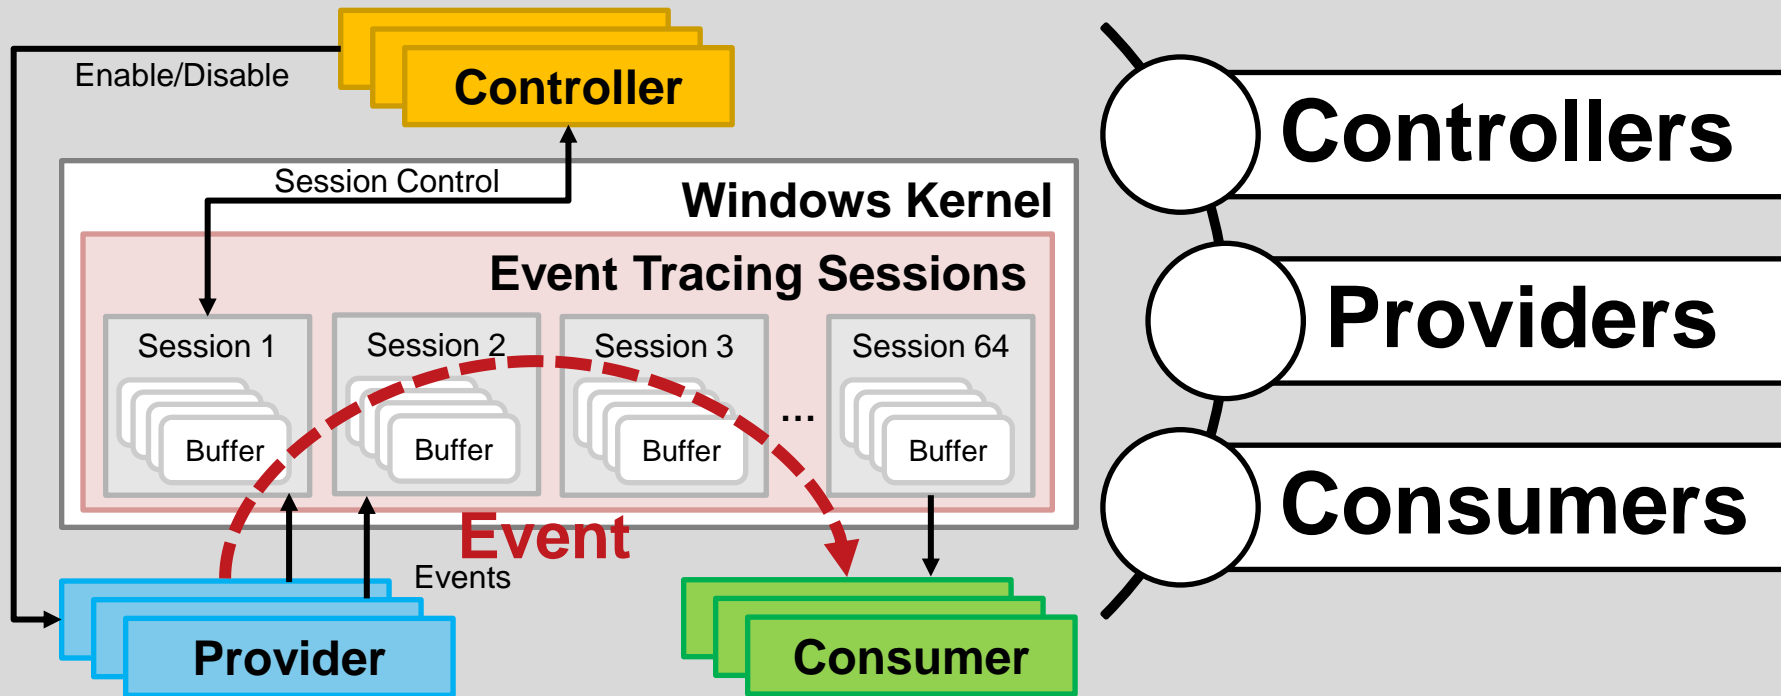 Enable/Disable
Controller
Session Control
Windows Kernel
Event Tracing Sessions
Session 1
Session 2
Session 3
Session 64
Buffer
Buffer
Buffer
...
Buffer
Event
Events
Provider
Consumer
Controllers
Providers
Consumers